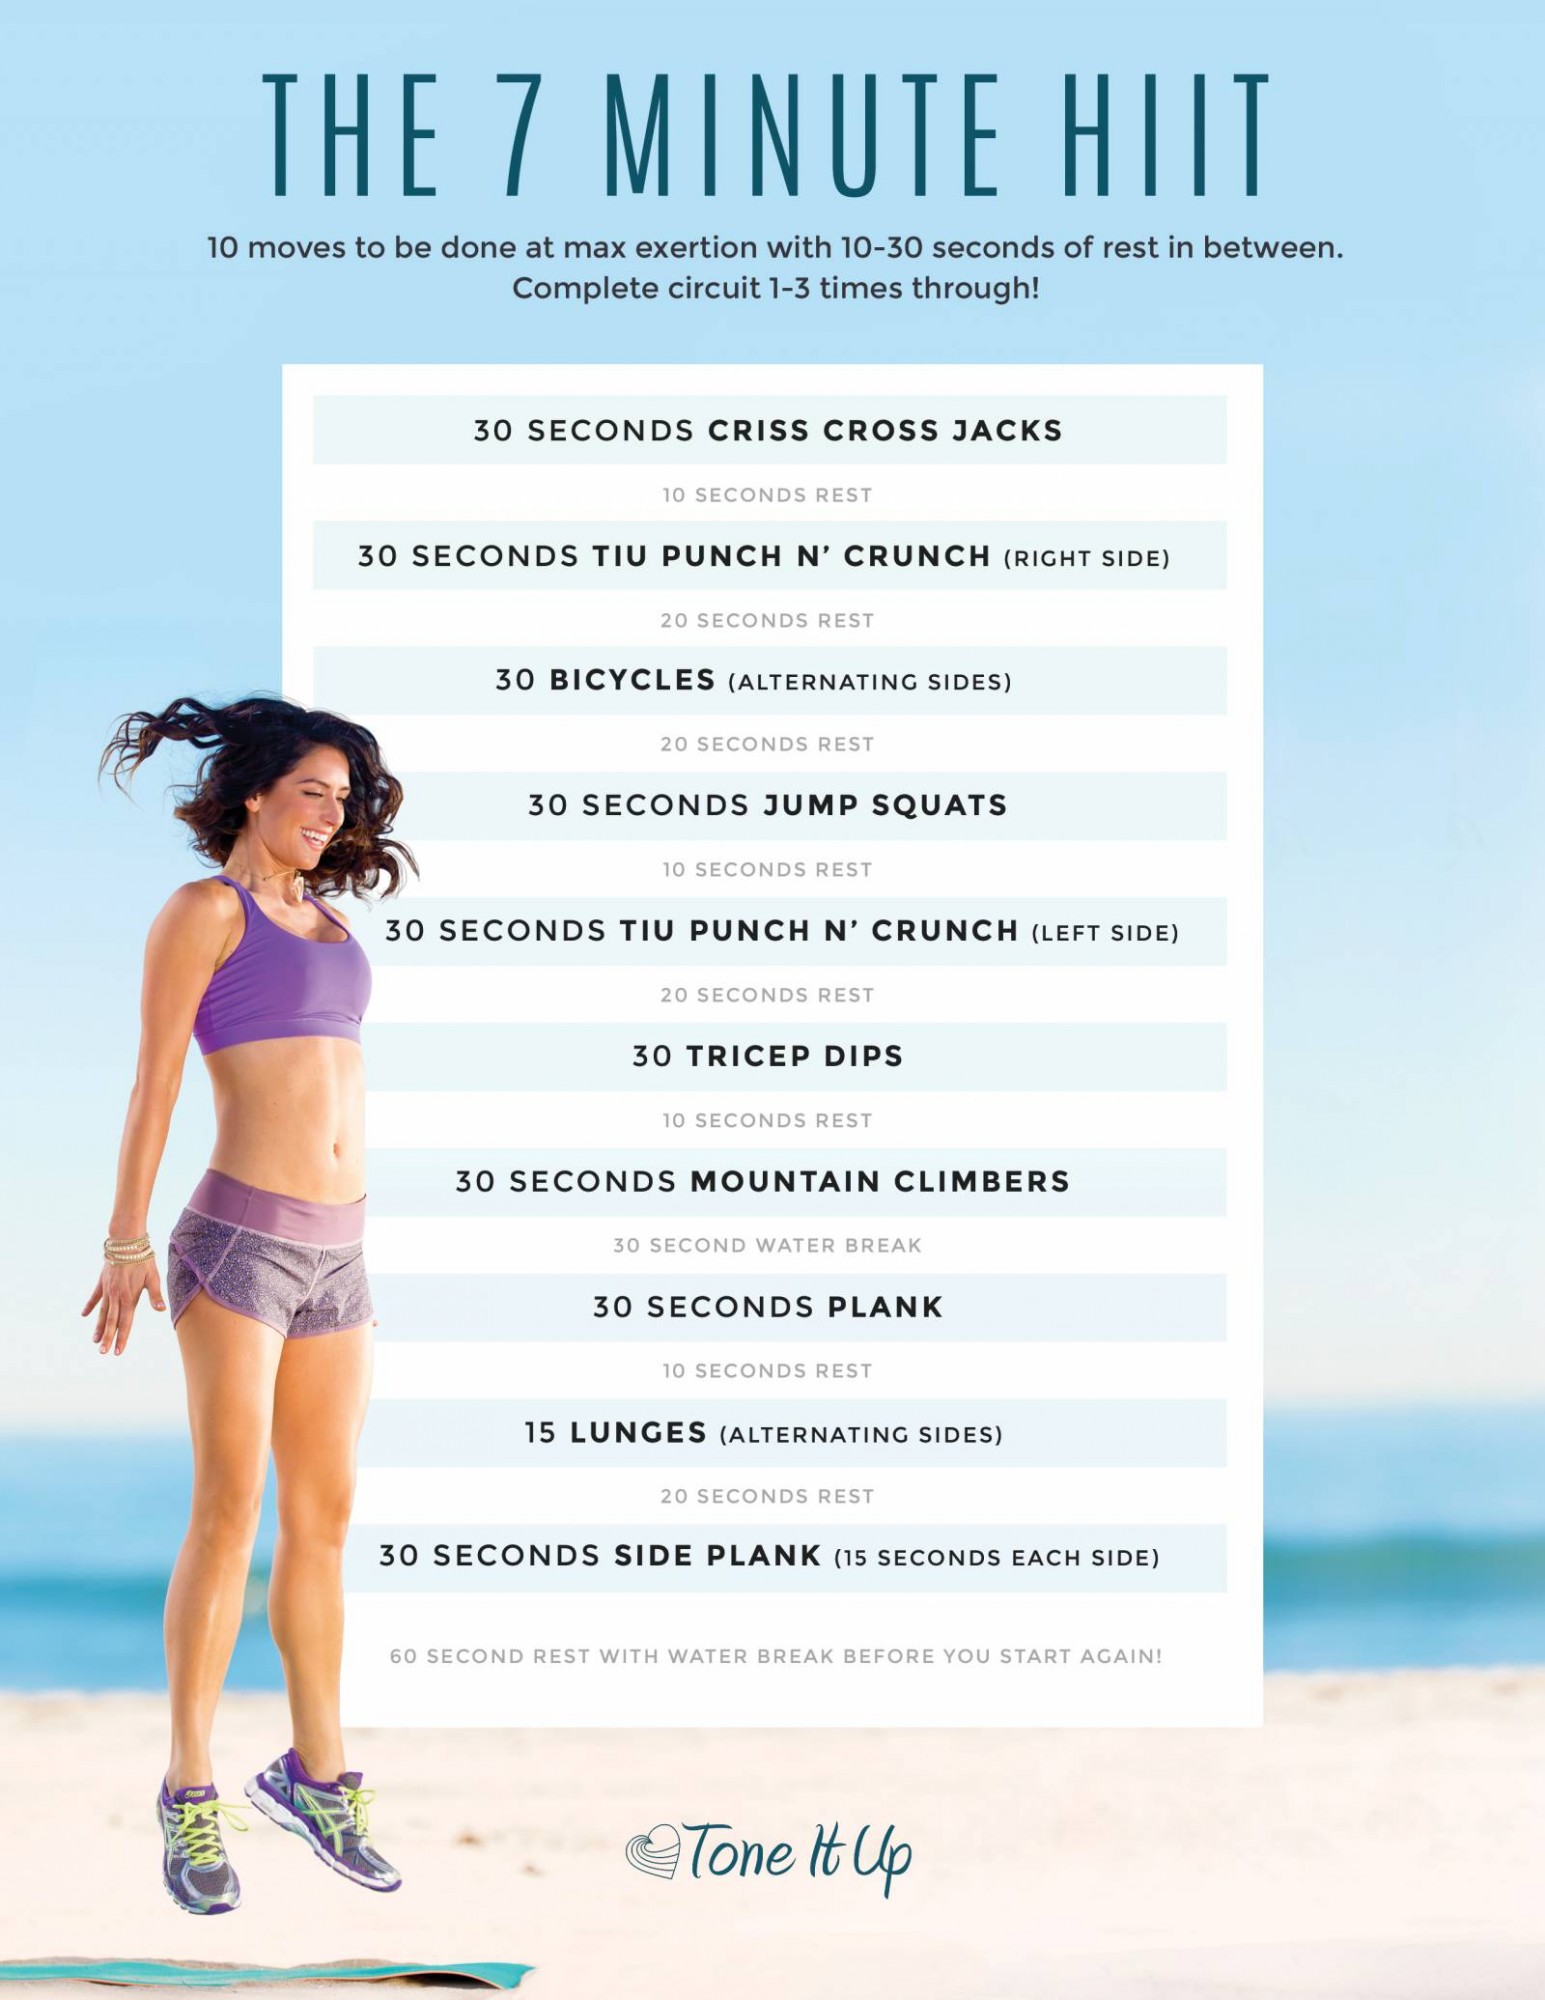 THE 7 MINUTE HIIT
10 moves to be done at max exertion with 10-30 seconds of rest in between.
Complete circuit 1-3 times through!
30 SECONDS CRISS CROSS JACKS
10 SECONDS REST
30 SECONDS TIU PUNCH N’ CRUNCH (RIGHT SIDE)
20 SECONDS REST
30 BICYCLES (ALTERNATING SIDES)
20 SECONDS REST
30 SECONDS JUMP SQUATS
10 SECONDS REST
30 SECONDS TIU PUNCH N’ CRUNCH (LEFT SIDE)
20 SECONDS REST
30 TRICEP DIPS
10 SECONDS REST
30 SECONDS MOUNTAIN CLIMBERS
30 SECOND WATER BREAK
30 SECONDS PLANK
10 SECONDS REST
15 LUNGES (ALTERNATING SIDES)
20 SECONDS REST
30 SECONDS SIDE PLANK (15 SECONDS EACH SIDE)
60 SECOND REST WITH WATER BREAK BEFORE YOU START AGAIN!
Tone It Up